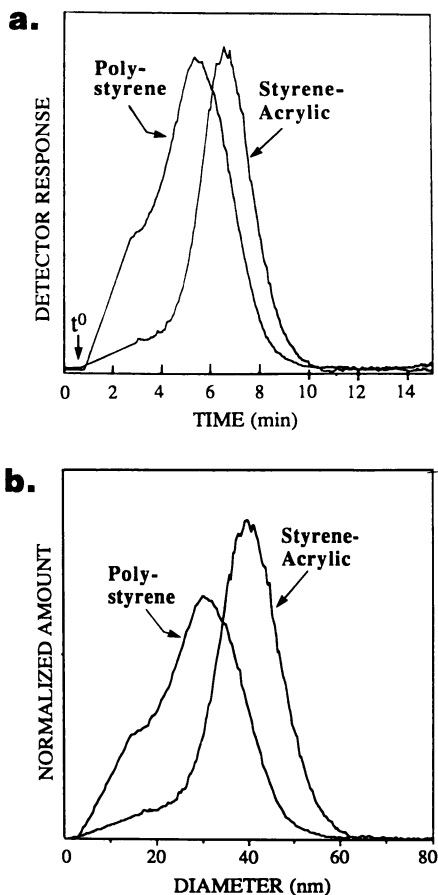 a.
Poly-
styrene
Styrene-
Acrylic
DETECTOR RESPONSE
t⁰
0 2 4 6 8 10 12 14
TIME (min)
b.
Styrene-
Acrylic
Poly-
styrene
NORMALIZED AMOUNT
0 20 40 60 80
DIAMETER (nm)